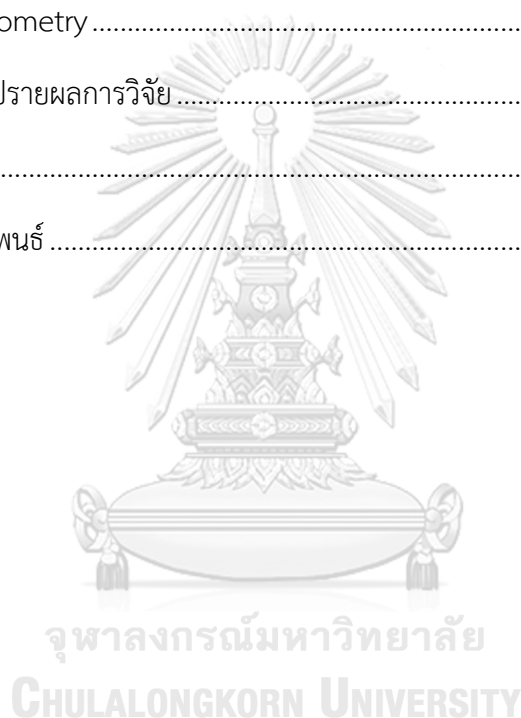 ometry ........................................................................
ปรายผลการวิจัย ........................................................................
........................................................................
พนธ์ ........................................................................
จุฬาลงกรณ์มหาวิทยาลัย
CHULALONGKORN UNIVERSITY